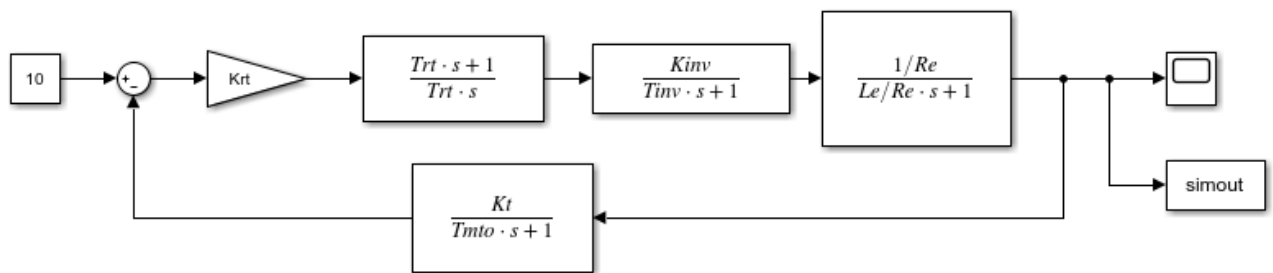 10
+
−
Krt
Trt · s + 1
Trt · s
Kinv
Tinv · s + 1
1/Re
Le/Re · s + 1
Kt
Tmto · s + 1
simout